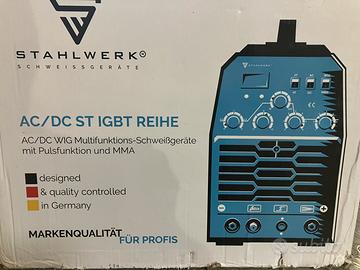 STAHLWERK
SCHWEISSGERÄTE
STAHLWERK
AC/DC ST IGBT REIHE
AC/DC WIG Multifunktions-Schweißgeräte
mit Pulsfunktion und MMA
designed
& quality controlled
in Germany
MARKENQUALITÄT FÜR PROFIS